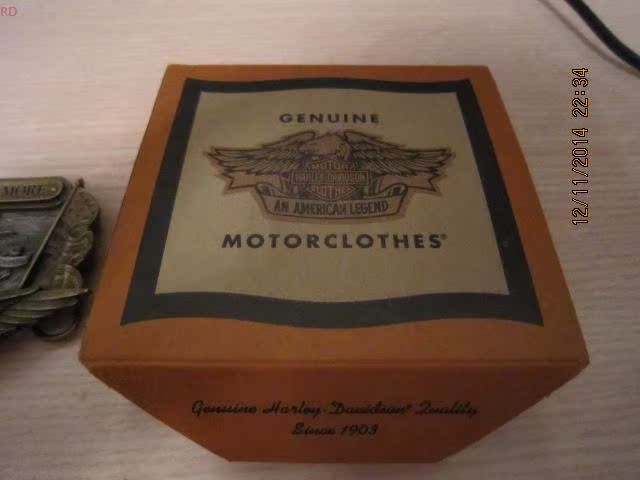 RD
GENUINE
MOTOR
HARLEY-DAVIDSON
CLOTHES
AN AMERICAN LEGEND
MOTORCLOTHES®
Genuine Harley-Davidson® Quality
Since 1903
MORE
12/11/2014 22:34